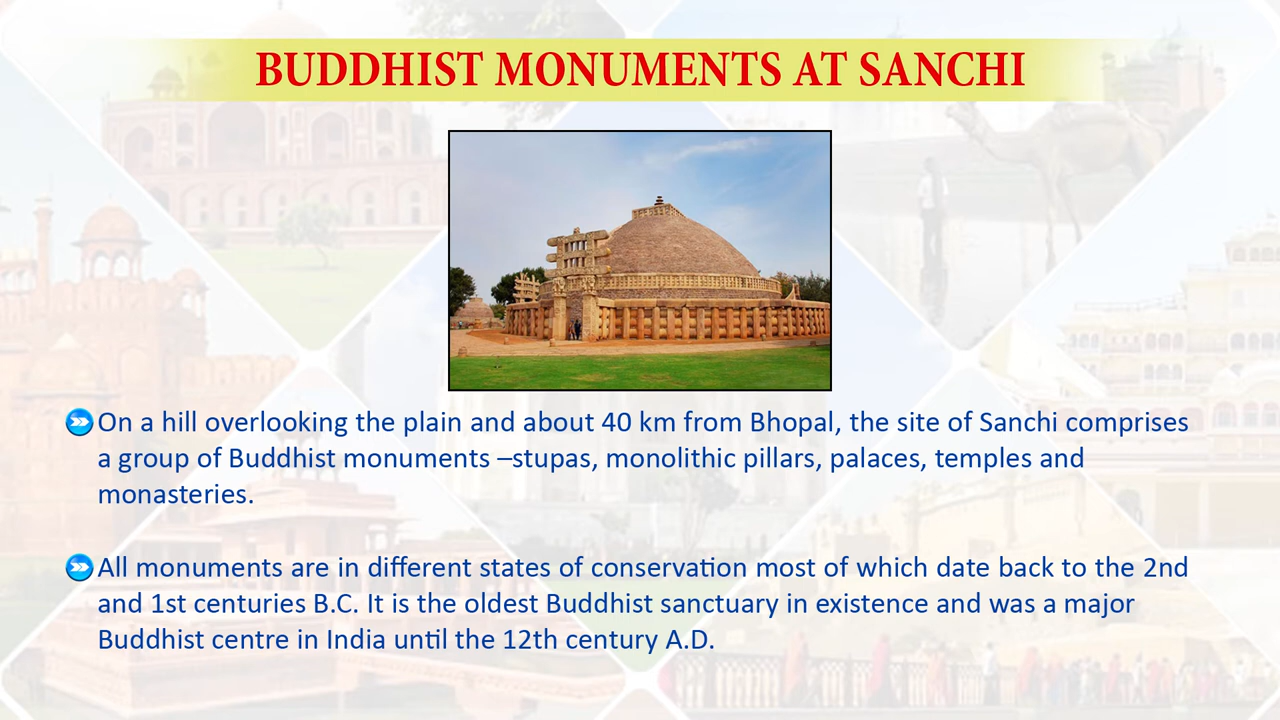 BUDDHIST MONUMENTS AT SANCHI
On a hill overlooking the plain and about 40 km from Bhopal, the site of Sanchi comprises
a group of Buddhist monuments –stupas, monolithic pillars, palaces, temples and
monasteries.
All monuments are in different states of conservation most of which date back to the 2nd
and 1st centuries B.C. It is the oldest Buddhist sanctuary in existence and was a major
Buddhist centre in India until the 12th century A.D.